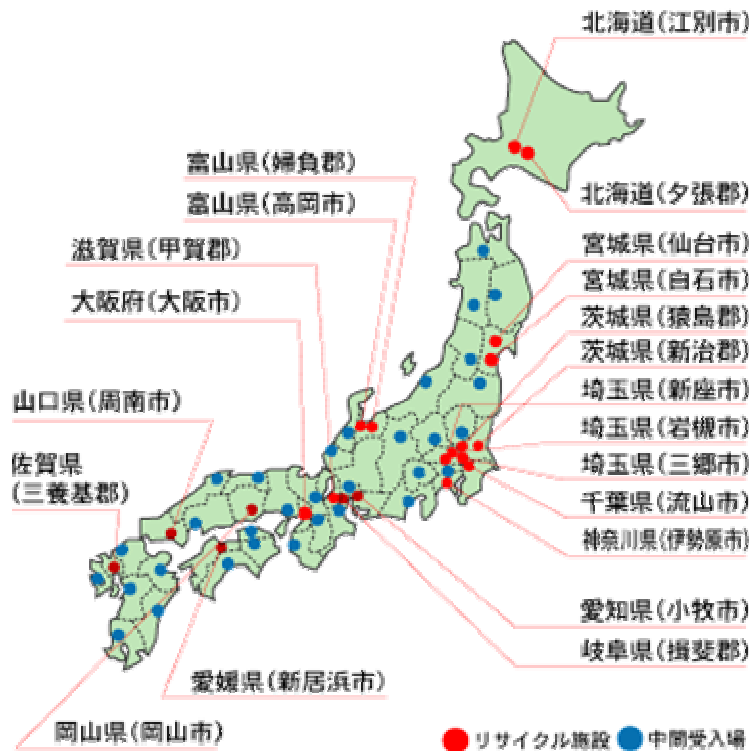 北海道(江別市)
富山県(婦負郡)
富山県(高岡市)
北海道(夕張郡)
滋賀県(甲賀郡)
宮城県(仙台市)
宮城県(白石市)
大阪府(大阪市)
茨城県(猿島郡)
茨城県(新治郡)
埼玉県(新座市)
山口県(周南市)
埼玉県(岩槻市)
佐賀県
(三養基郡)
埼玉県(三郷市)
千葉県(流山市)
神奈川県(伊勢原市)
愛知県(小牧市)
岐阜県(揖斐郡)
愛媛県(新居浜市)
岡山県(岡山市)
リサイクル施設 中間受入場